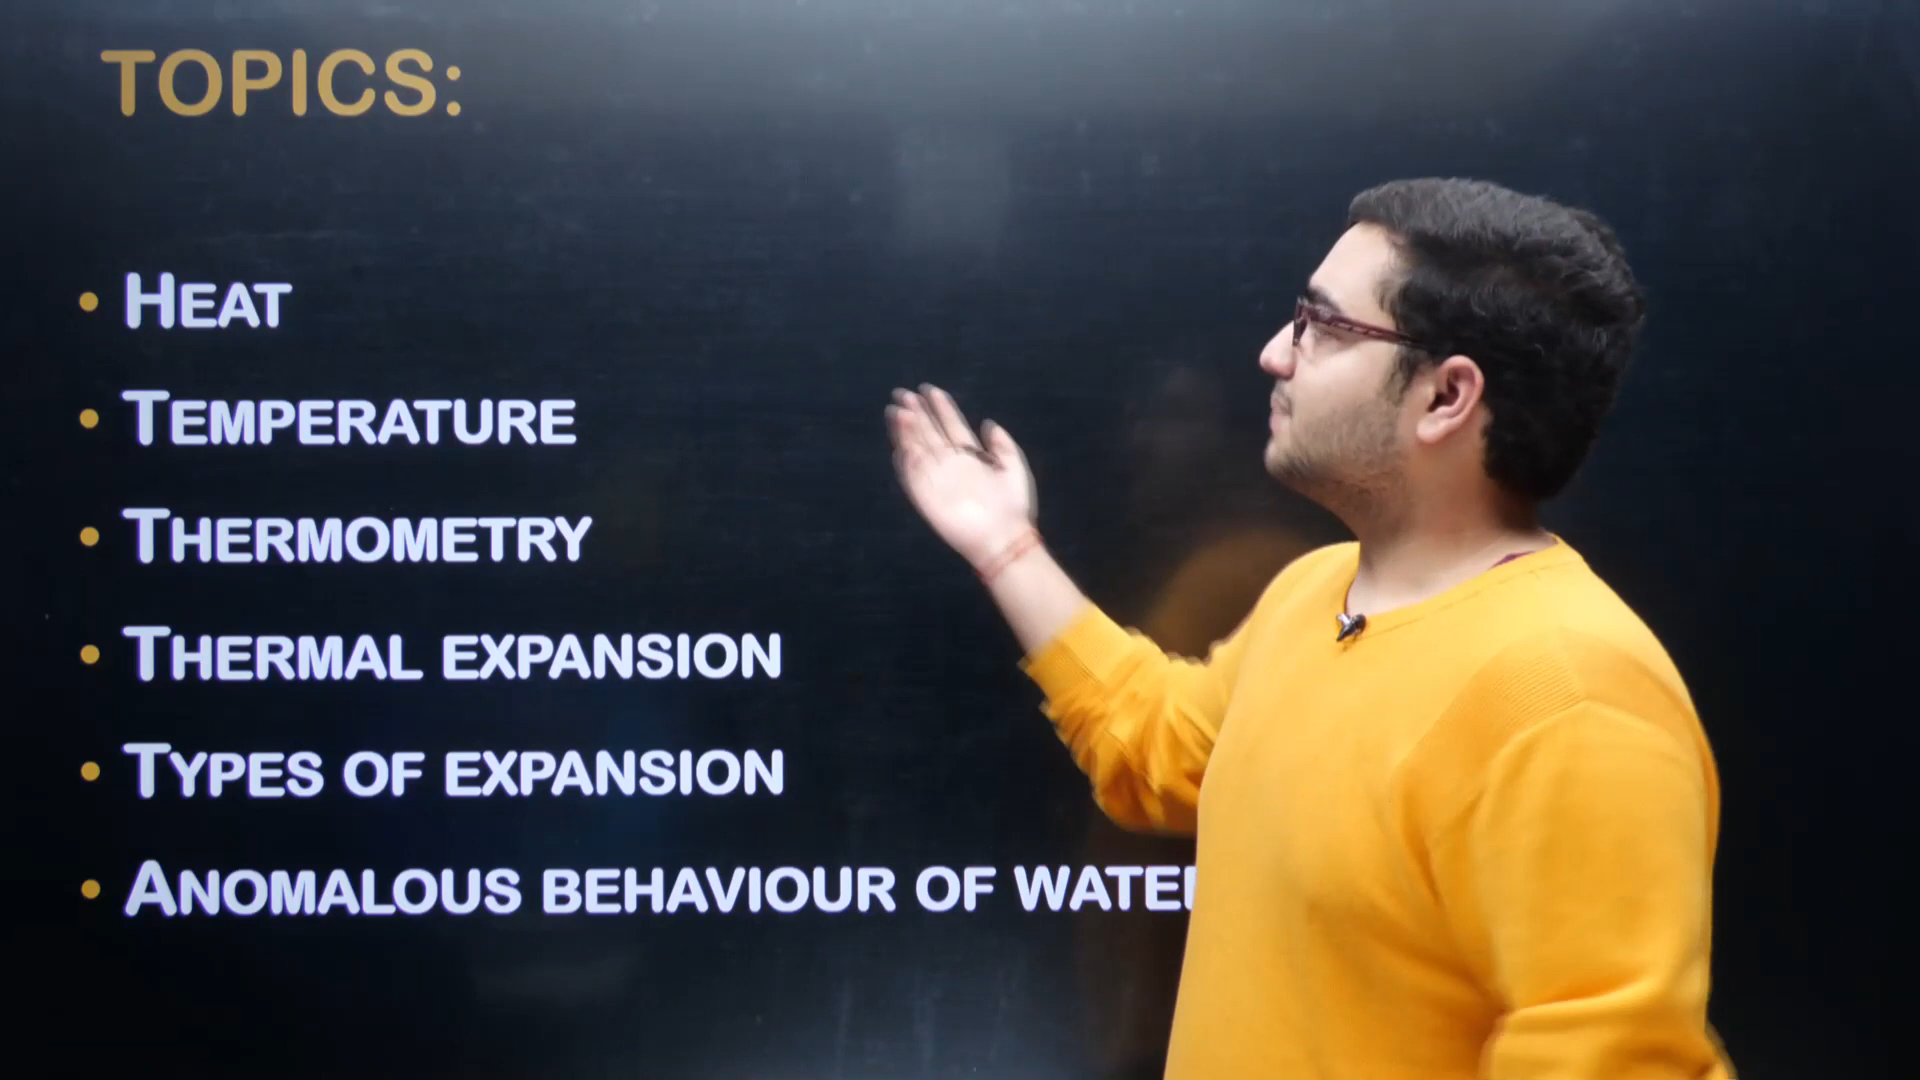 TOPICS:
• HEAT
• TEMPERATURE
• THERMOMETRY
• THERMAL EXPANSION
• TYPES OF EXPANSION
• ANOMALOUS BEHAVIOUR OF